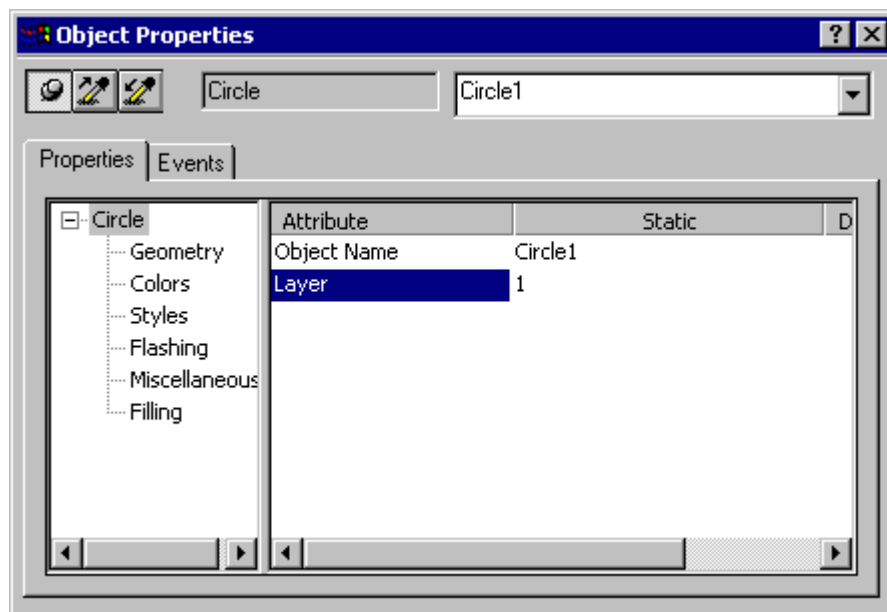 Object Properties
Circle Circle1
Properties Events
Circle
Geometry
Colors
Styles
Flashing
Miscellaneous
Filling
Attribute Static D
Object Name Circle1
Layer 1